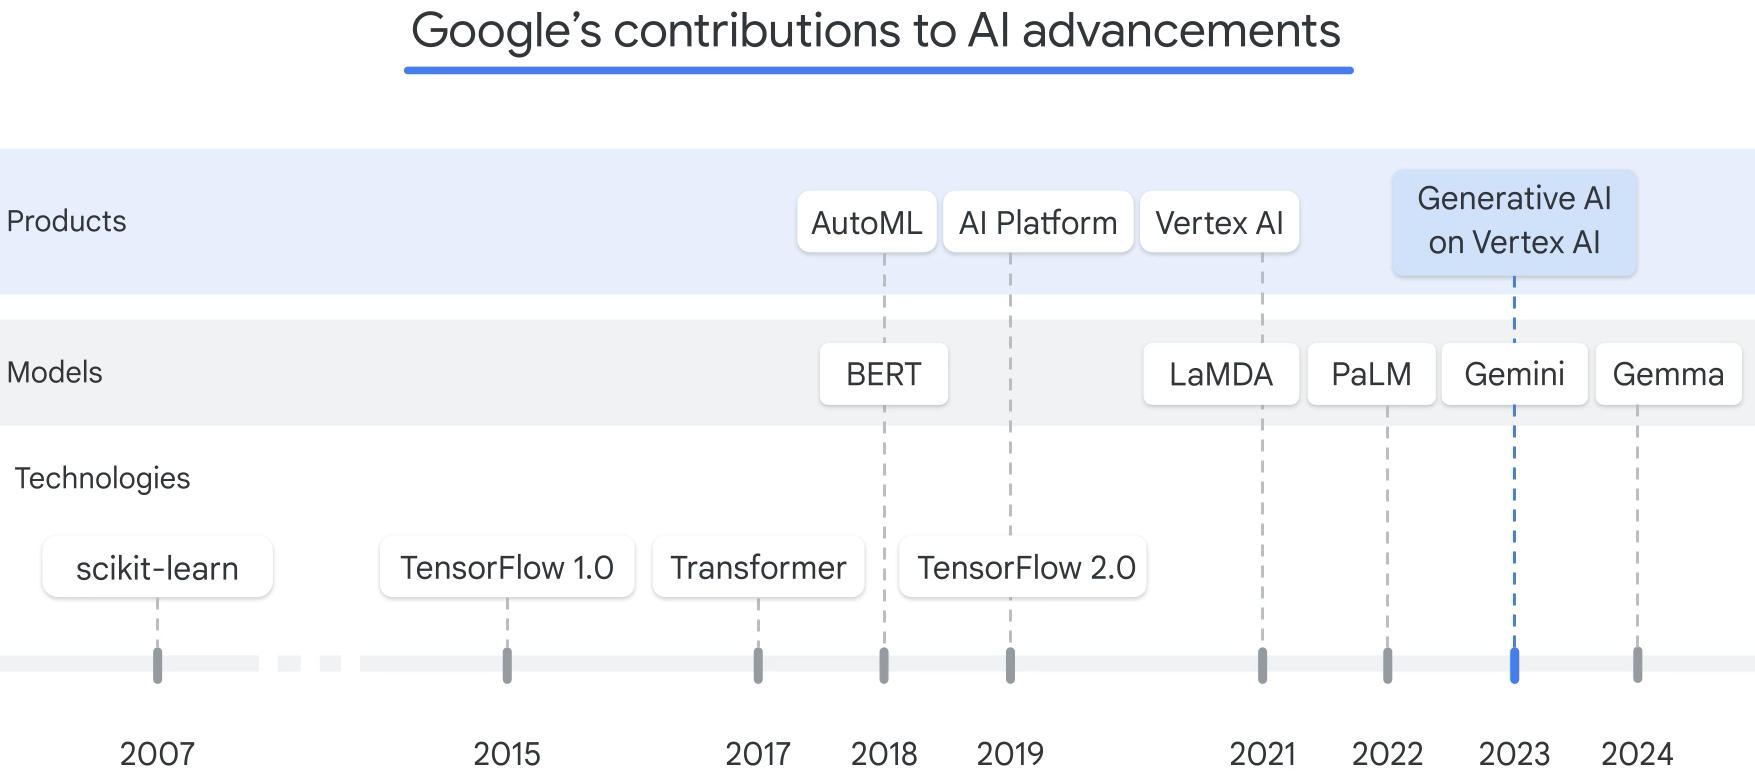 Google’s contributions to AI advancements
Products
AutoML
AI Platform
Vertex AI
Generative AI
on Vertex AI
Models
BERT
LaMDA
PaLM
Gemini
Gemma
Technologies
scikit-learn
TensorFlow 1.0
Transformer
TensorFlow 2.0
2007
2015
2017
2018
2019
2021
2022
2023
2024